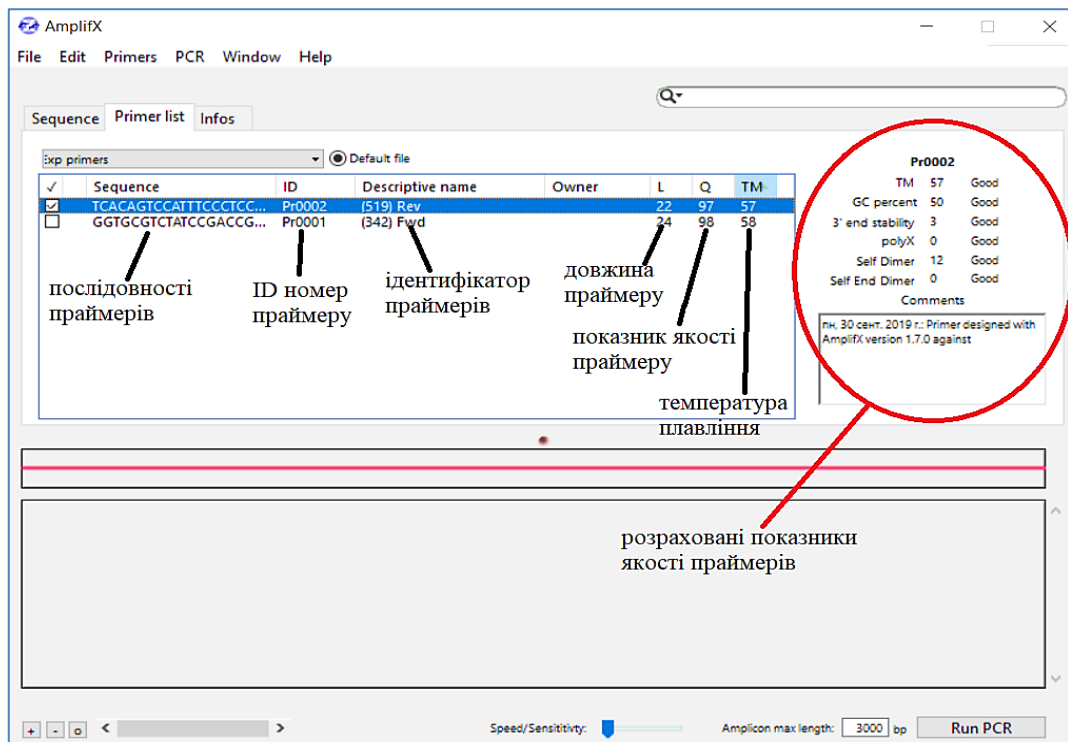 AmplifX
File Edit Primers PCR Window Help
Sequence Primer list Infos
Exp primers Default file
✓ Sequence ID Descriptive name Owner L Q TM
TCACAGTCCATTTCCCTCC... Pr0002 (519) Rev 22 97 57
GGTGCGTCTATCCGACCG... Pr0001 (342) Fwd 24 98 58
послідовності
праймерів
ID номер
праймеру
ідентифікатор
праймерів
довжина
праймеру
показник якості
праймеру
температура
плавління
Pr0002
TM 57 Good
GC percent 50 Good
3' end stability 3 Good
polyX 0 Good
Self Dimer 12 Good
Self End Dimer 0 Good
Comments
пн, 30 сент. 2019 г.: Primer designed with
AmplifX version 1.7.0 against
розраховані показники
якості праймерів
+ - o < > Speed/Sensititivty: Amplicon max length: 3000 bp Run PCR